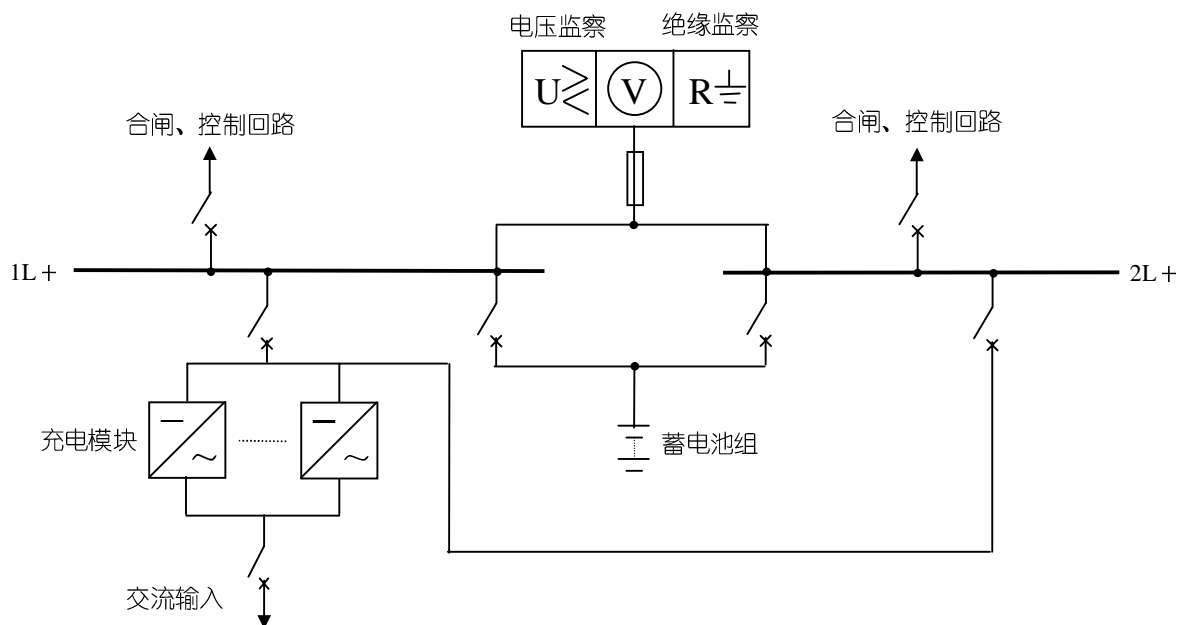 电压监察 绝缘监察
U V R
合闸、控制回路 合闸、控制回路
1L+ 2L+
充电模块 蓄电池组
交流输入